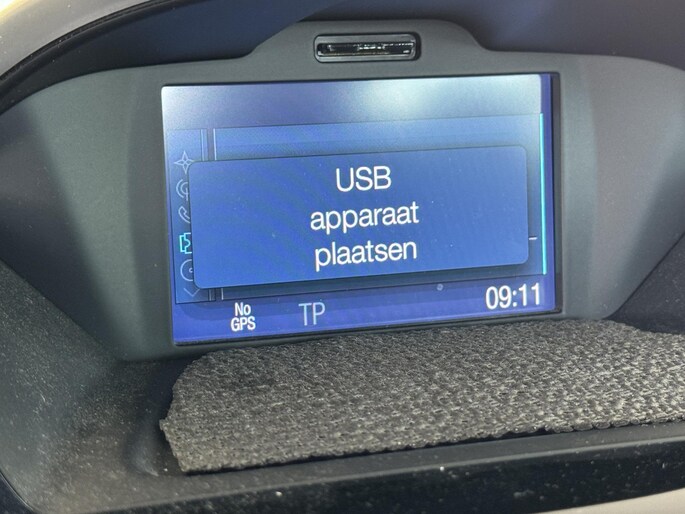 USB
apparaat
plaatsen
No
GPS
TP
09:11